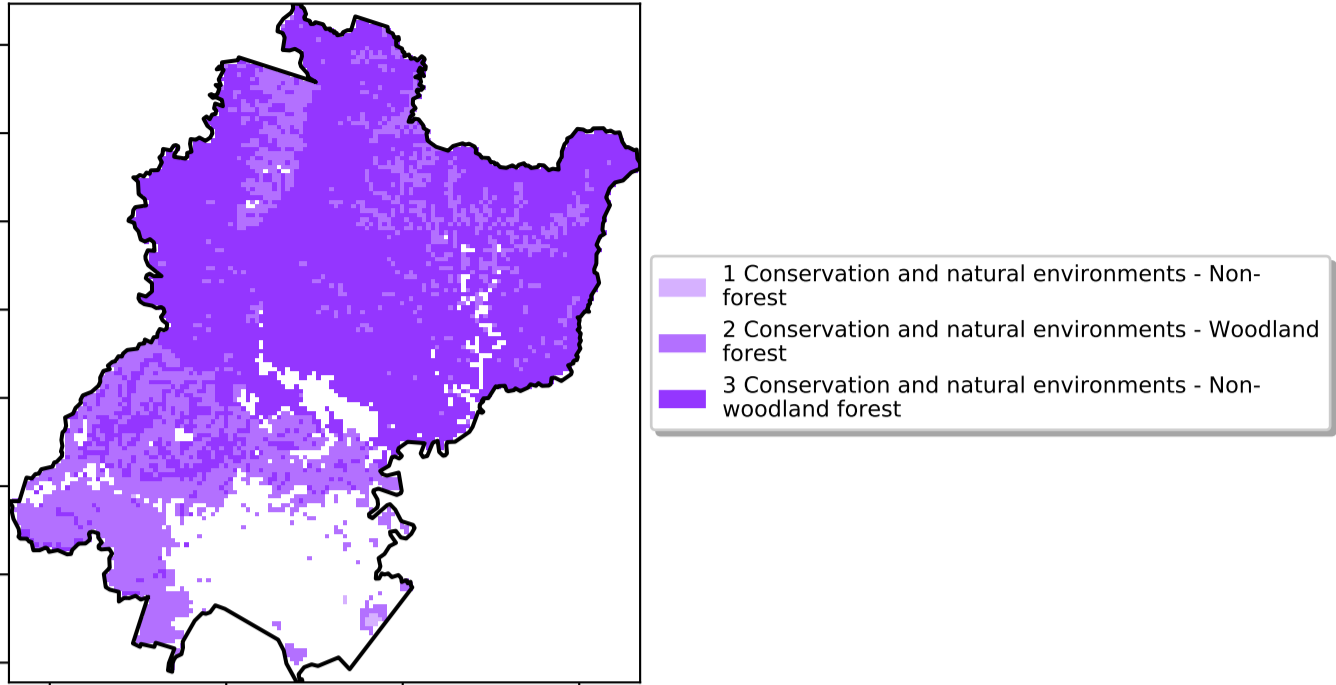 1 Conservation and natural environments - Non-
forest
2 Conservation and natural environments - Woodland
forest
3 Conservation and natural environments - Non-
woodland forest